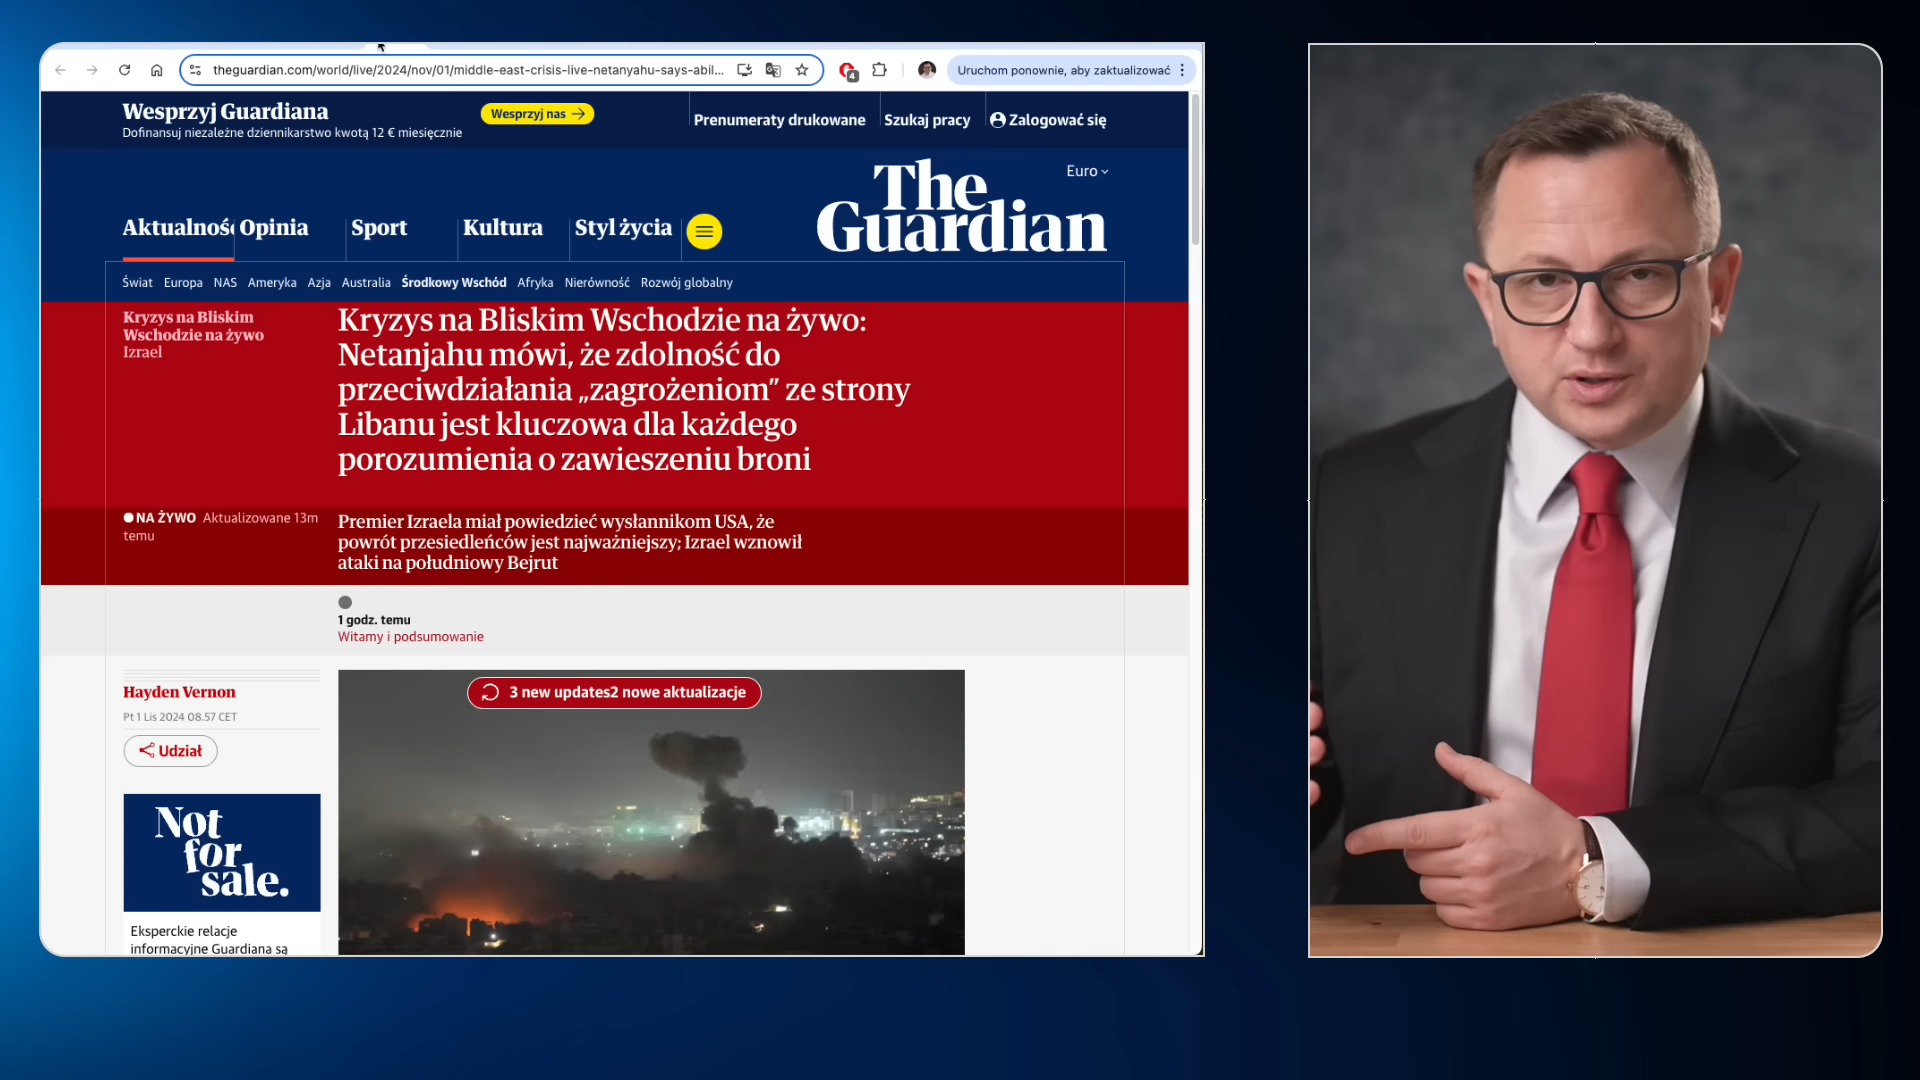 theguardian.com/world/live/2024/nov/01/middle-east-crisis-live-netanyahu-says-abil...
4
Uruchom ponownie, aby zaktualizować
Wesprzyj Guardiana
Dofinansuj niezależne dziennikarstwo kwotą 12 € miesięcznie
Wesprzyj nas
Prenumeraty drukowane
Szukaj pracy
Zalogować się
Euro
The
Guardian
Aktualnośc
Opinia
Sport
Kultura
Styl życia
Świat Europa NAS Ameryka Azja Australia Środkowy Wschód Afryka Nierówność Rozwój globalny
Kryzys na Bliskim
Wschodzie na żywo
Izrael
Kryzys na Bliskim Wschodzie na żywo:
Netanjahu mówi, że zdolność do
przeciwdziałania „zagrożeniom” ze strony
Libanu jest kluczowa dla każdego
porozumienia o zawieszeniu broni
NA ŻYWO Aktualizowane 13m
temu
Premier Izraela miał powiedzieć wysłannikom USA, że
powrót przesiedleńców jest najważniejszy; Izrael wznowił
ataki na południowy Bejrut
1 godz. temu
Witamy i podsumowanie
Hayden Vernon
Pt 1 Lis 2024 08.57 CET
Udział
3 new updates2 nowe aktualizacje
Not
for
sale.
Eksperckie relacje
informacyjne Guardiana są